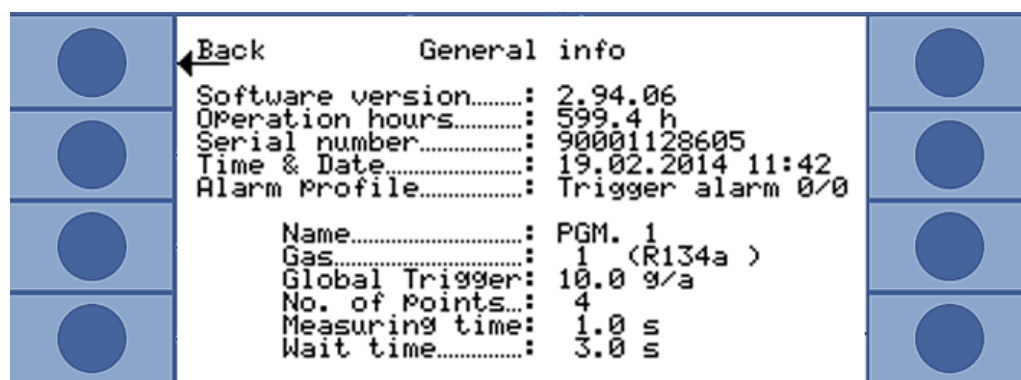 Back General info
Software version........: 2.94.06
Operation hours...........: 599.4 h
Serial number................: 90001128605
Time & Date......................: 19.02.2014 11:42
Alarm Profile................: Trigger alarm 0/0
Name............................: PGM. 1
Gas...............................: 1 (R134a )
Global Trigger: 10.0 g/a
No. of Points...: 4
Measuring time: 1.0 s
Wait time..............: 3.0 s